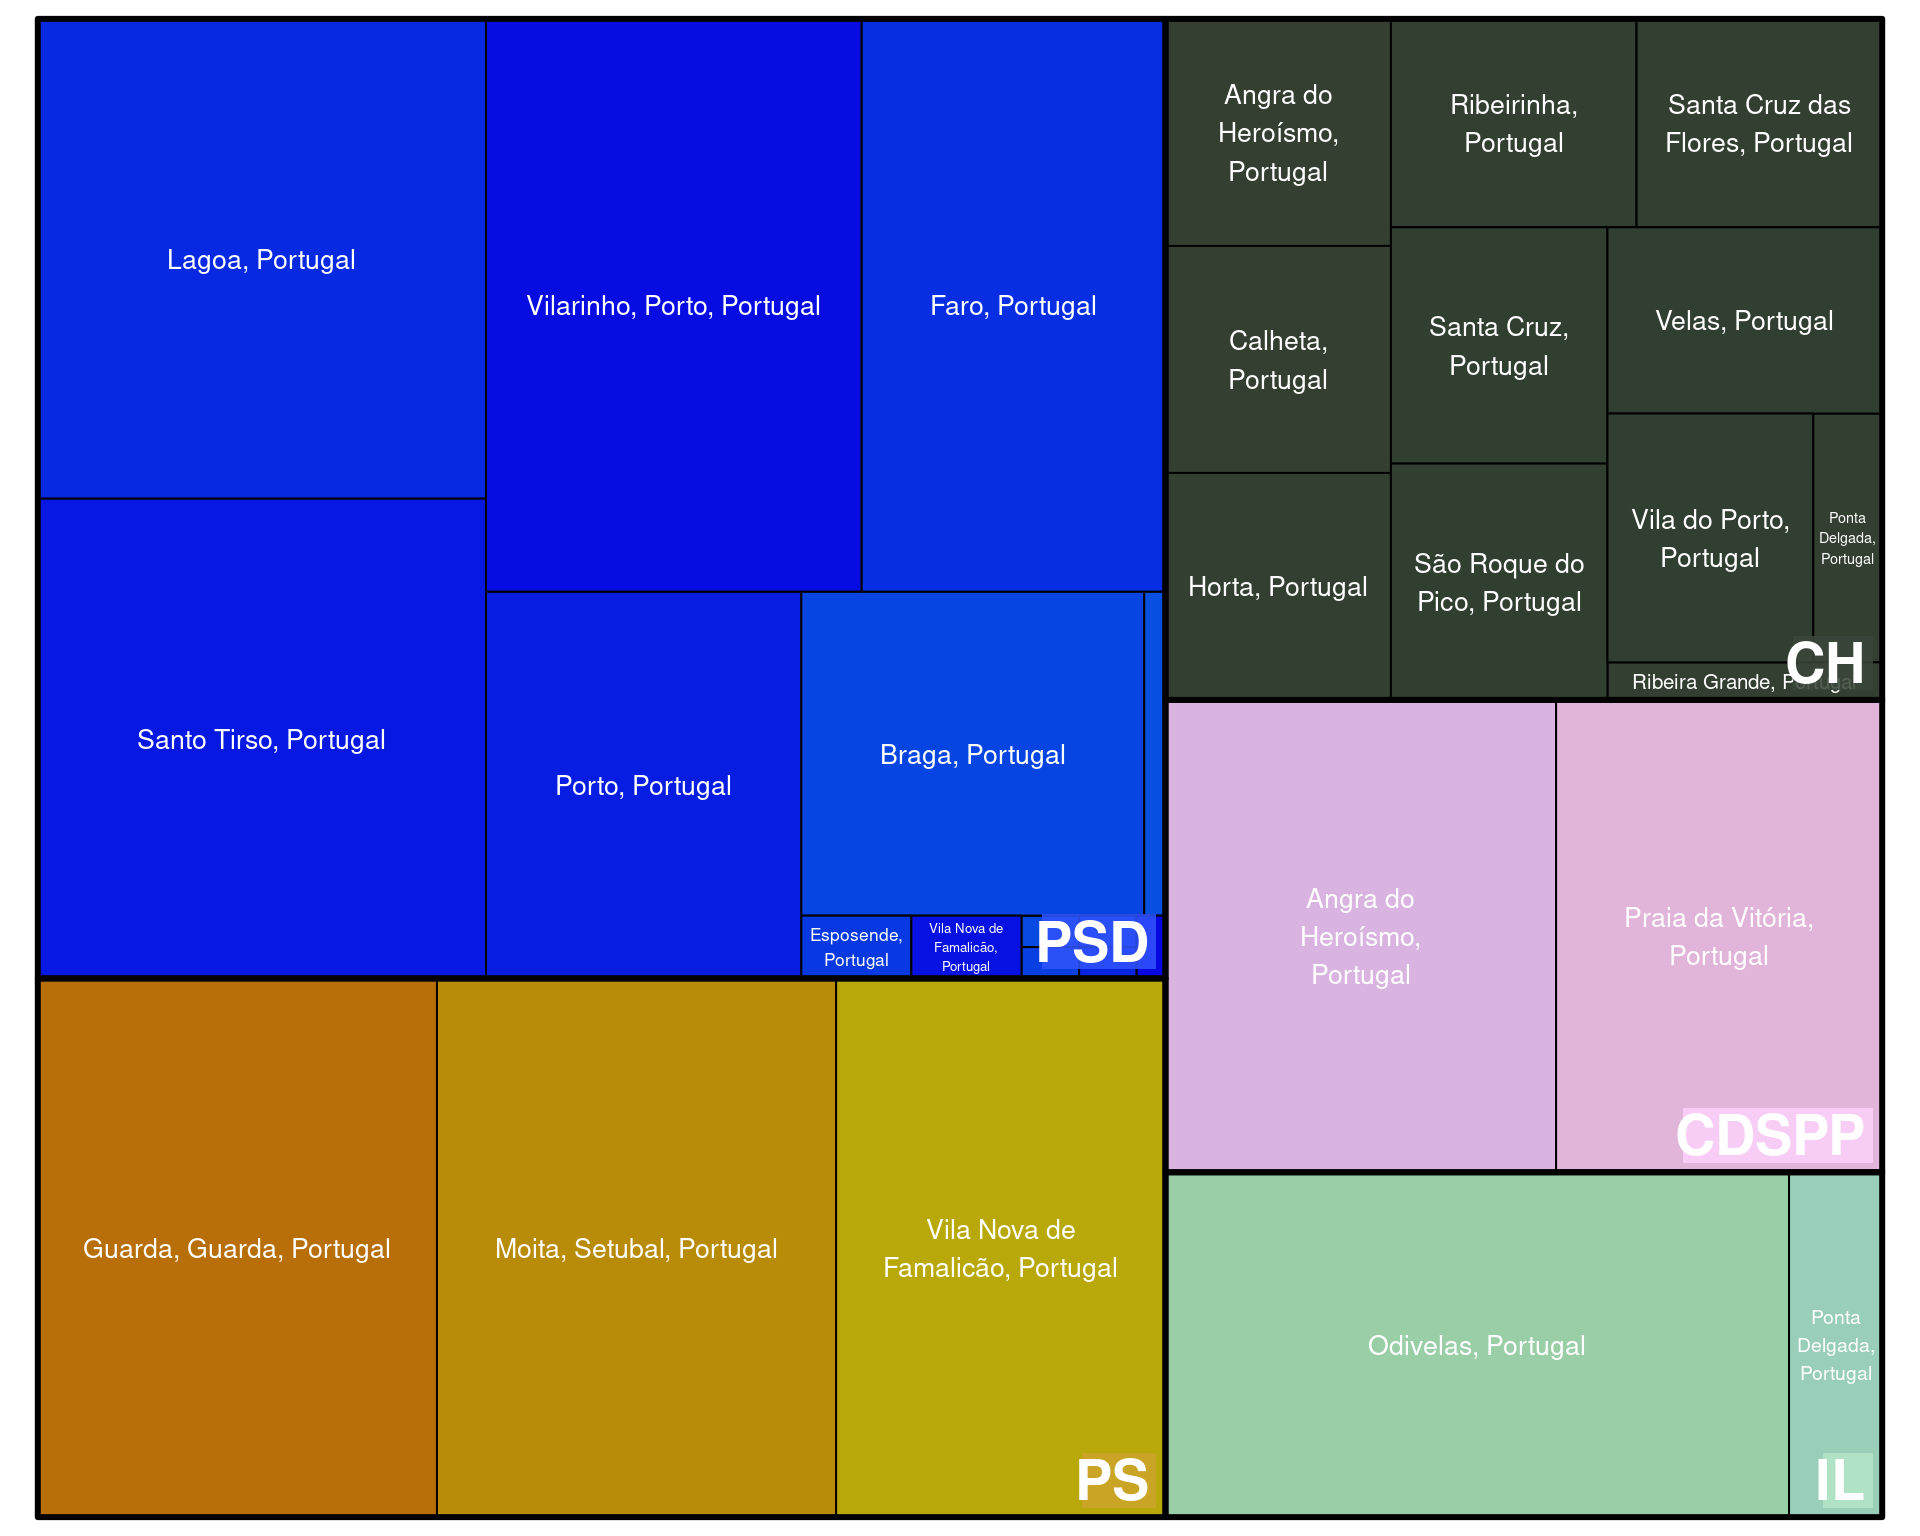 Lagoa, Portugal
Vilarinho, Porto, Portugal
Faro, Portugal
Santo Tirso, Portugal
Porto, Portugal
Braga, Portugal
Esposende,
Portugal
Vila Nova de
Famalicão,
Portugal
PSD
Angra do
Heroísmo,
Portugal
Ribeirinha,
Portugal
Santa Cruz das
Flores, Portugal
Calheta,
Portugal
Santa Cruz,
Portugal
Velas, Portugal
Horta, Portugal
São Roque do
Pico, Portugal
Vila do Porto,
Portugal
Ponta
Delgada,
Portugal
Ribeira Grande, Portugal
CH
Guarda, Guarda, Portugal
Moita, Setubal, Portugal
Vila Nova de
Famalicão, Portugal
PS
Angra do
Heroísmo,
Portugal
Praia da Vitória,
Portugal
CDSPP
Odivelas, Portugal
Ponta
Delgada,
Portugal
IL